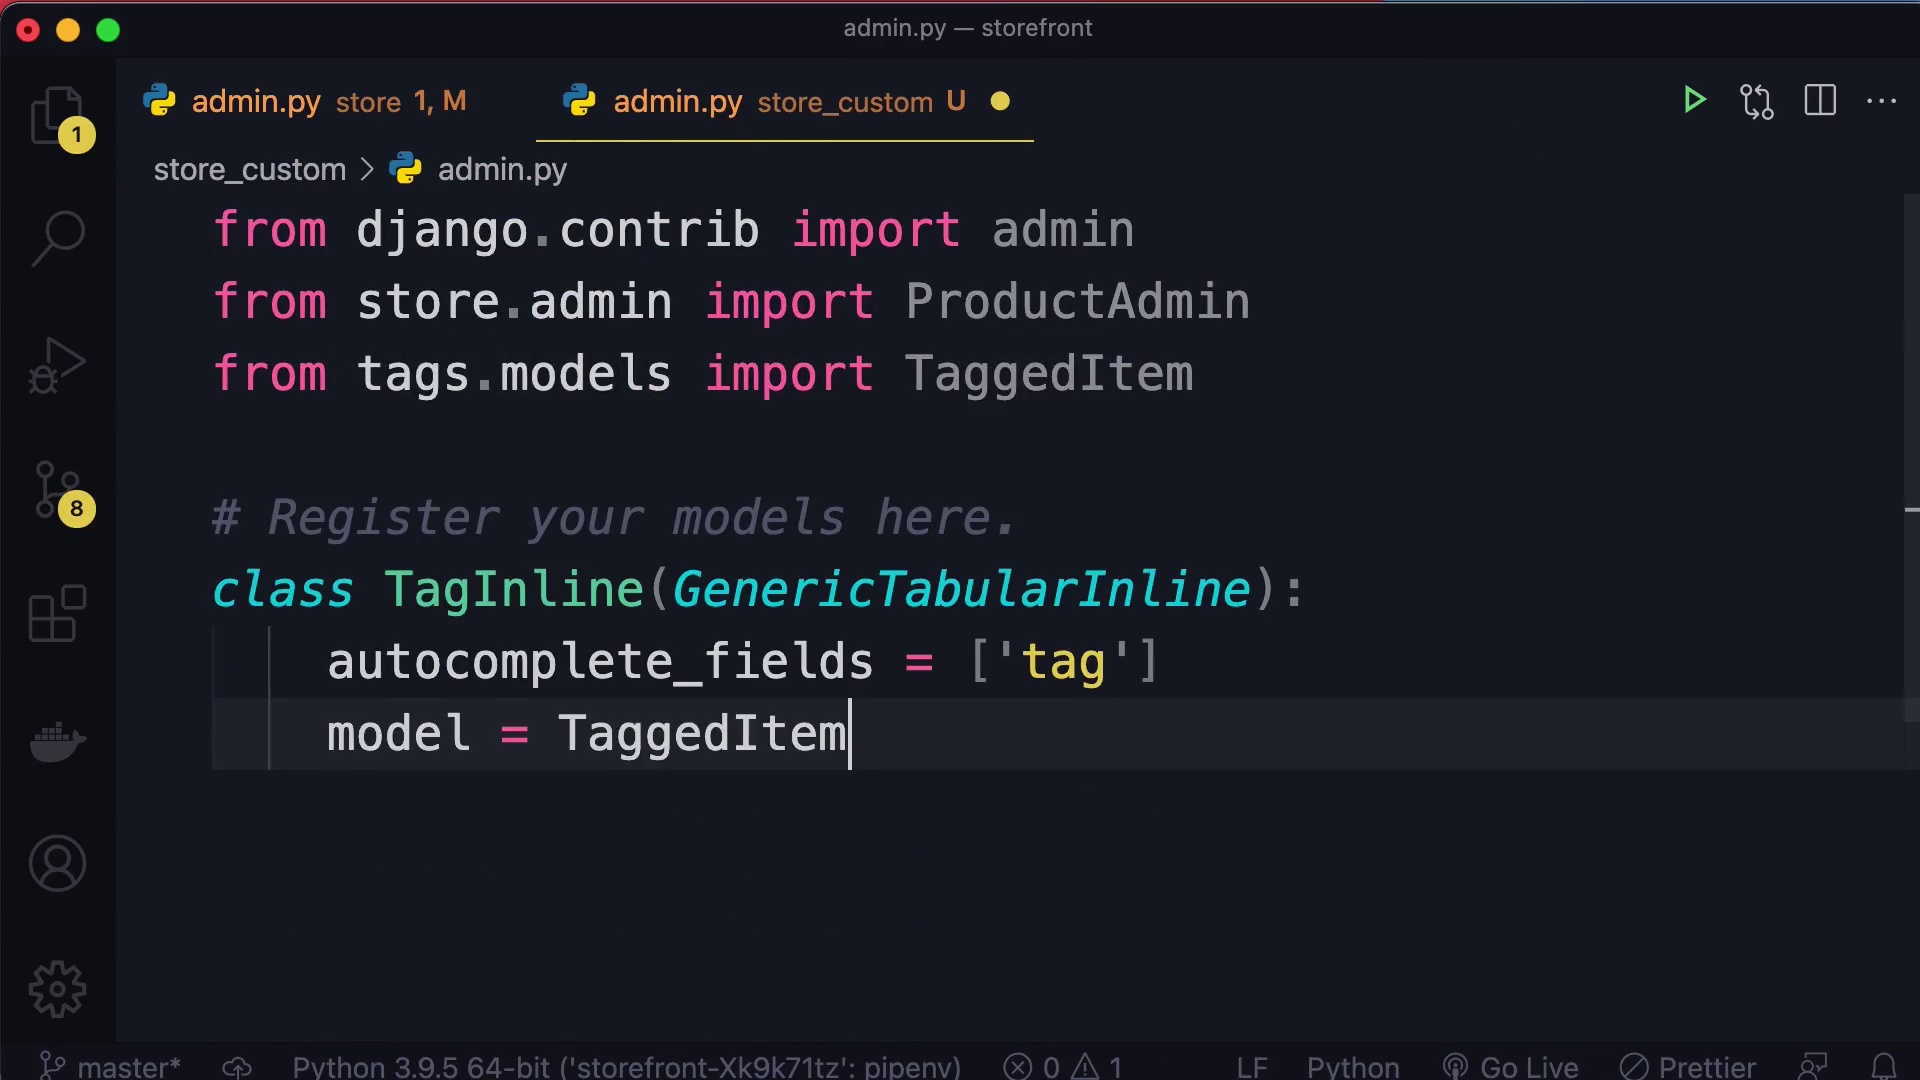 admin.py — storefront
admin.py store 1, M admin.py store_custom U
store_custom > admin.py
1
from django.contrib import admin
from store.admin import ProductAdmin
from tags.models import TaggedItem
# Register your models here.
8
class TagInline(GenericTabularInline):
autocomplete_fields = ['tag']
model = TaggedItem
master* Python 3.9.5 64-bit ('storefront-Xk9k71tz': pipenv) 0 1 LF Python Go Live Prettier